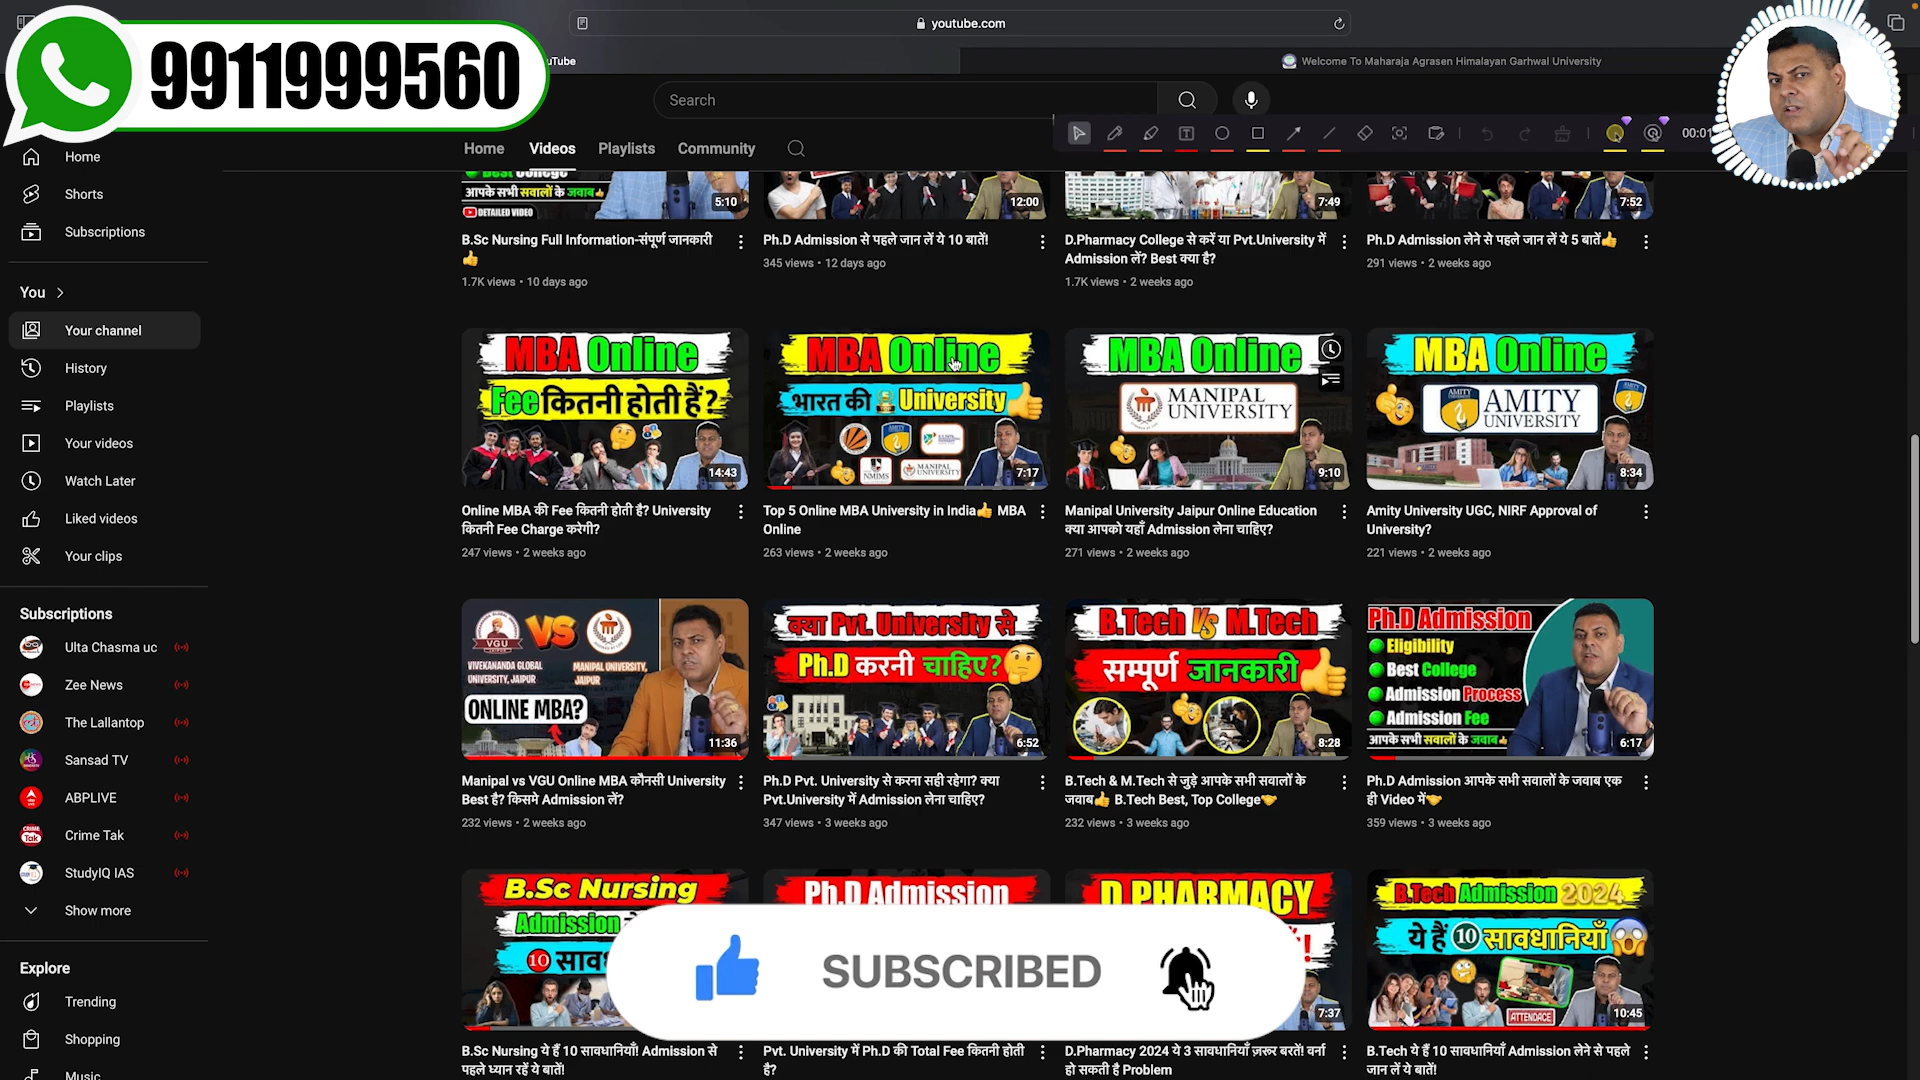 9911999560
youtube.com
uTube
Welcome To Maharaja Agrasen Himalayan Garhwal University
Search
Home Videos Playlists Community
Home
Shorts
Subscriptions
You
Your channel
History
Playlists
Your videos
Watch Later
Liked videos
Your clips
Subscriptions
Ulta Chasma uc
Zee News
The Lallantop
Sansad TV
ABPLIVE
Crime Tak
StudyIQ IAS
Show more
Explore
Trending
Shopping
Music
आपके सभी सवालों के जवाब
DETAILED VIDEO
5:10
12:00
7:49
7:52
B.Sc Nursing Full Information-संपूर्ण जानकारी
👍
1.7K views • 10 days ago
Ph.D Admission से पहले जान लें ये 10 बातें!
345 views • 12 days ago
D.Pharmacy College से करें या Pvt.University में
Admission लें? Best क्या है?
1.7K views • 2 weeks ago
Ph.D Admission लेने से पहले जान लें ये 5 बातें👍
291 views • 2 weeks ago
MBA Online
Fee कितनी होती हैं?
14:43
Online MBA की Fee कितनी होती है? University
कितनी Fee Charge करेगी?
247 views • 2 weeks ago
MBA Online
भारत की 5 University
NMIMS
MANIPAL UNIVERSITY
7:17
Top 5 Online MBA University in India👍 MBA
Online
263 views • 2 weeks ago
MBA Online
MANIPAL
UNIVERSITY
9:10
Manipal University Jaipur Online Education
क्या आपको यहाँ Admission लेना चाहिए?
271 views • 2 weeks ago
MBA Online
AMITY
UNIVERSITY
8:34
Amity University UGC, NIRF Approval of
University?
221 views • 2 weeks ago
VGU VS
VIVEKANANDA GLOBAL
UNIVERSITY, JAIPUR
MANIPAL UNIVERSITY,
JAIPUR
ONLINE MBA?
11:36
Manipal vs VGU Online MBA कौनसी University
Best है? किसमे Admission लें?
232 views • 2 weeks ago
क्या Pvt. University से
Ph.D करनी चाहिए?
6:52
Ph.D Pvt. University से करना सही रहेगा? क्या
Pvt.University में Admission लेना चाहिए?
347 views • 3 weeks ago
B.Tech Vs M.Tech
सम्पूर्ण जानकारी
8:28
B.Tech & M.Tech से जुड़े आपके सभी सवालों के
जवाब👍 B.Tech Best, Top College🤝
232 views • 3 weeks ago
Ph.D Admission
Eligibility
Best College
Admission Process
Admission Fee
आपके सभी सवालों के जवाब
6:17
Ph.D Admission आपके सभी सवालों के जवाब एक
ही Video में🤝
359 views • 3 weeks ago
B.Sc Nursing
Admission
10
B.Sc Nursing ये हैं 10 सावधानियाँ! Admission से
पहले ध्यान रहें ये बातें!
Ph.D Admission
Pvt. University में Ph.D की Total Fee कितनी होती
है?
D PHARMACY
7:37
D.Pharmacy 2024 ये 3 सावधानियाँ ज़रूर बरतें! वर्ना
हो सकती है Problem
B.Tech Admission 2024
ये हैं 10 सावधानियाँ
ATTENDACE
10:45
B.Tech ये हैं 10 सावधानियाँ Admission लेने से पहले
जान लें ये बातें!
SUBSCRIBED